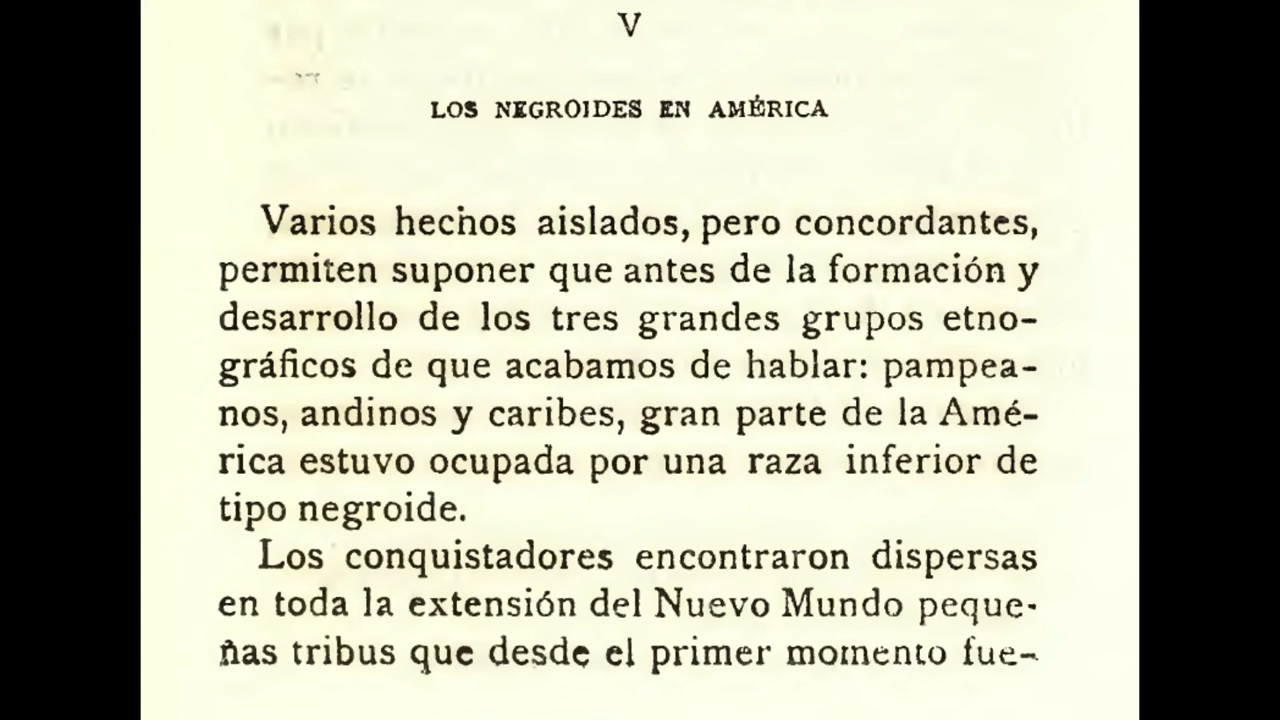 V
LOS NEGROIDES EN AMÉRICA
Varios hechos aislados, pero concordantes,
permiten suponer que antes de la formación y
desarrollo de los tres grandes grupos etno-
gráficos de que acabamos de hablar: pampea-
nos, andinos y caribes, gran parte de la Amé-
rica estuvo ocupada por una raza inferior de
tipo negroide.
Los conquistadores encontraron dispersas
en toda la extensión del Nuevo Mundo peque-
ñas tribus que desde el primer momento fue-